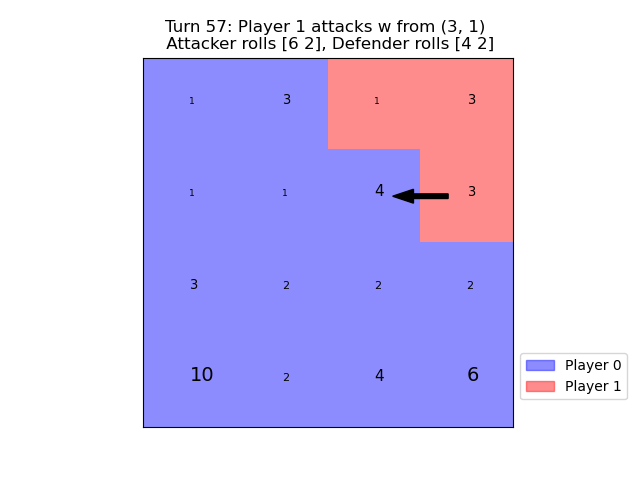 Turn 57: Player 1 attacks w from (3, 1)
Attacker rolls [6 2], Defender rolls [4 2]
1 3 1 3
1 1 4 3
3 2 2 2
10 2 4 6
Player 0
Player 1